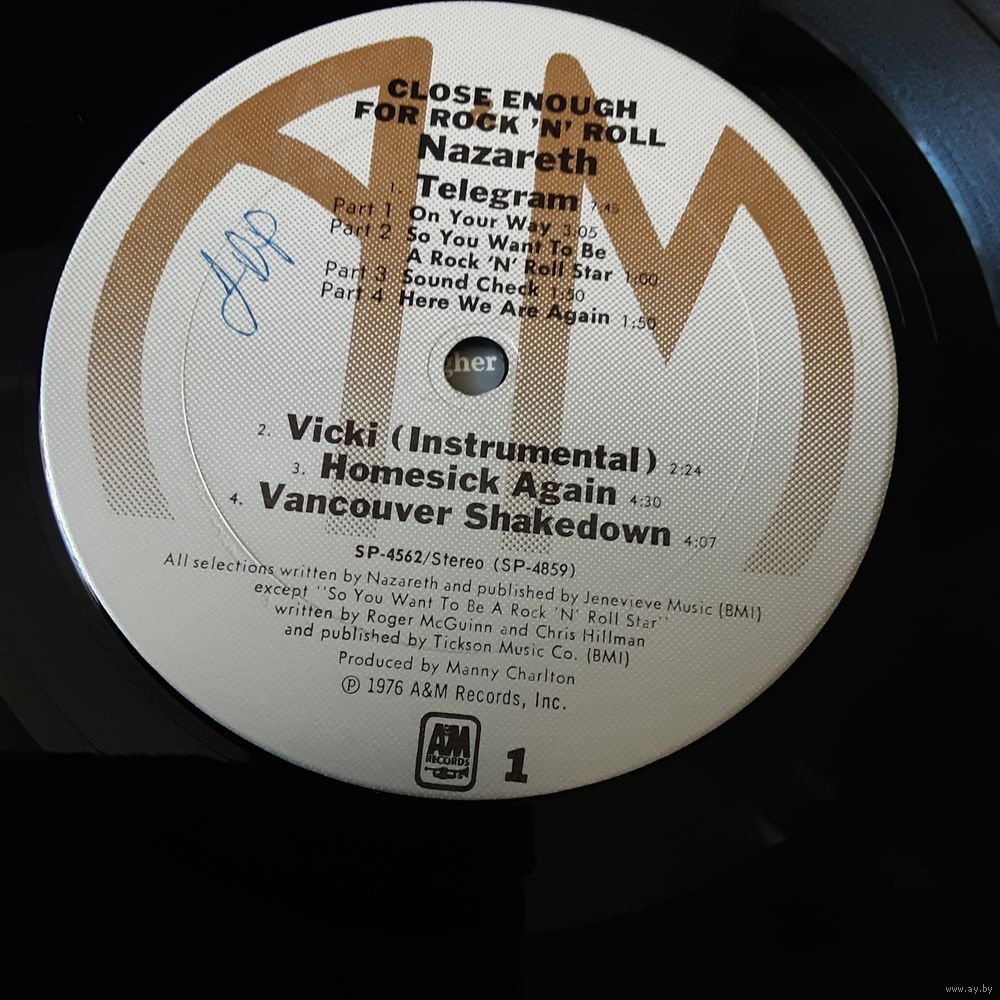 CLOSE ENOUGH
FOR ROCK 'N' ROLL
Nazareth
1. Telegram 7:45
Part 1 On Your Way 3:05
Part 2 So You Want To Be
A Rock 'N' Roll Star 1:00
Part 3 Sound Check 1:50
Part 4 Here We Are Again 1:50
gher
2. Vicki (Instrumental) 2:24
3. Homesick Again 4:30
4. Vancouver Shakedown 4:07
SP-4562/Stereo (SP-4859)
All selections written by Nazareth and published by Jenevieve Music (BMI)
except "So You Want To Be A Rock 'N' Roll Star"
written by Roger McGuinn and Chris Hillman
and published by Tickson Music Co. (BMI)
Produced by Manny Charlton
℗ 1976 A&M Records, Inc.
A&M
RECORDS
1
www.ay.by